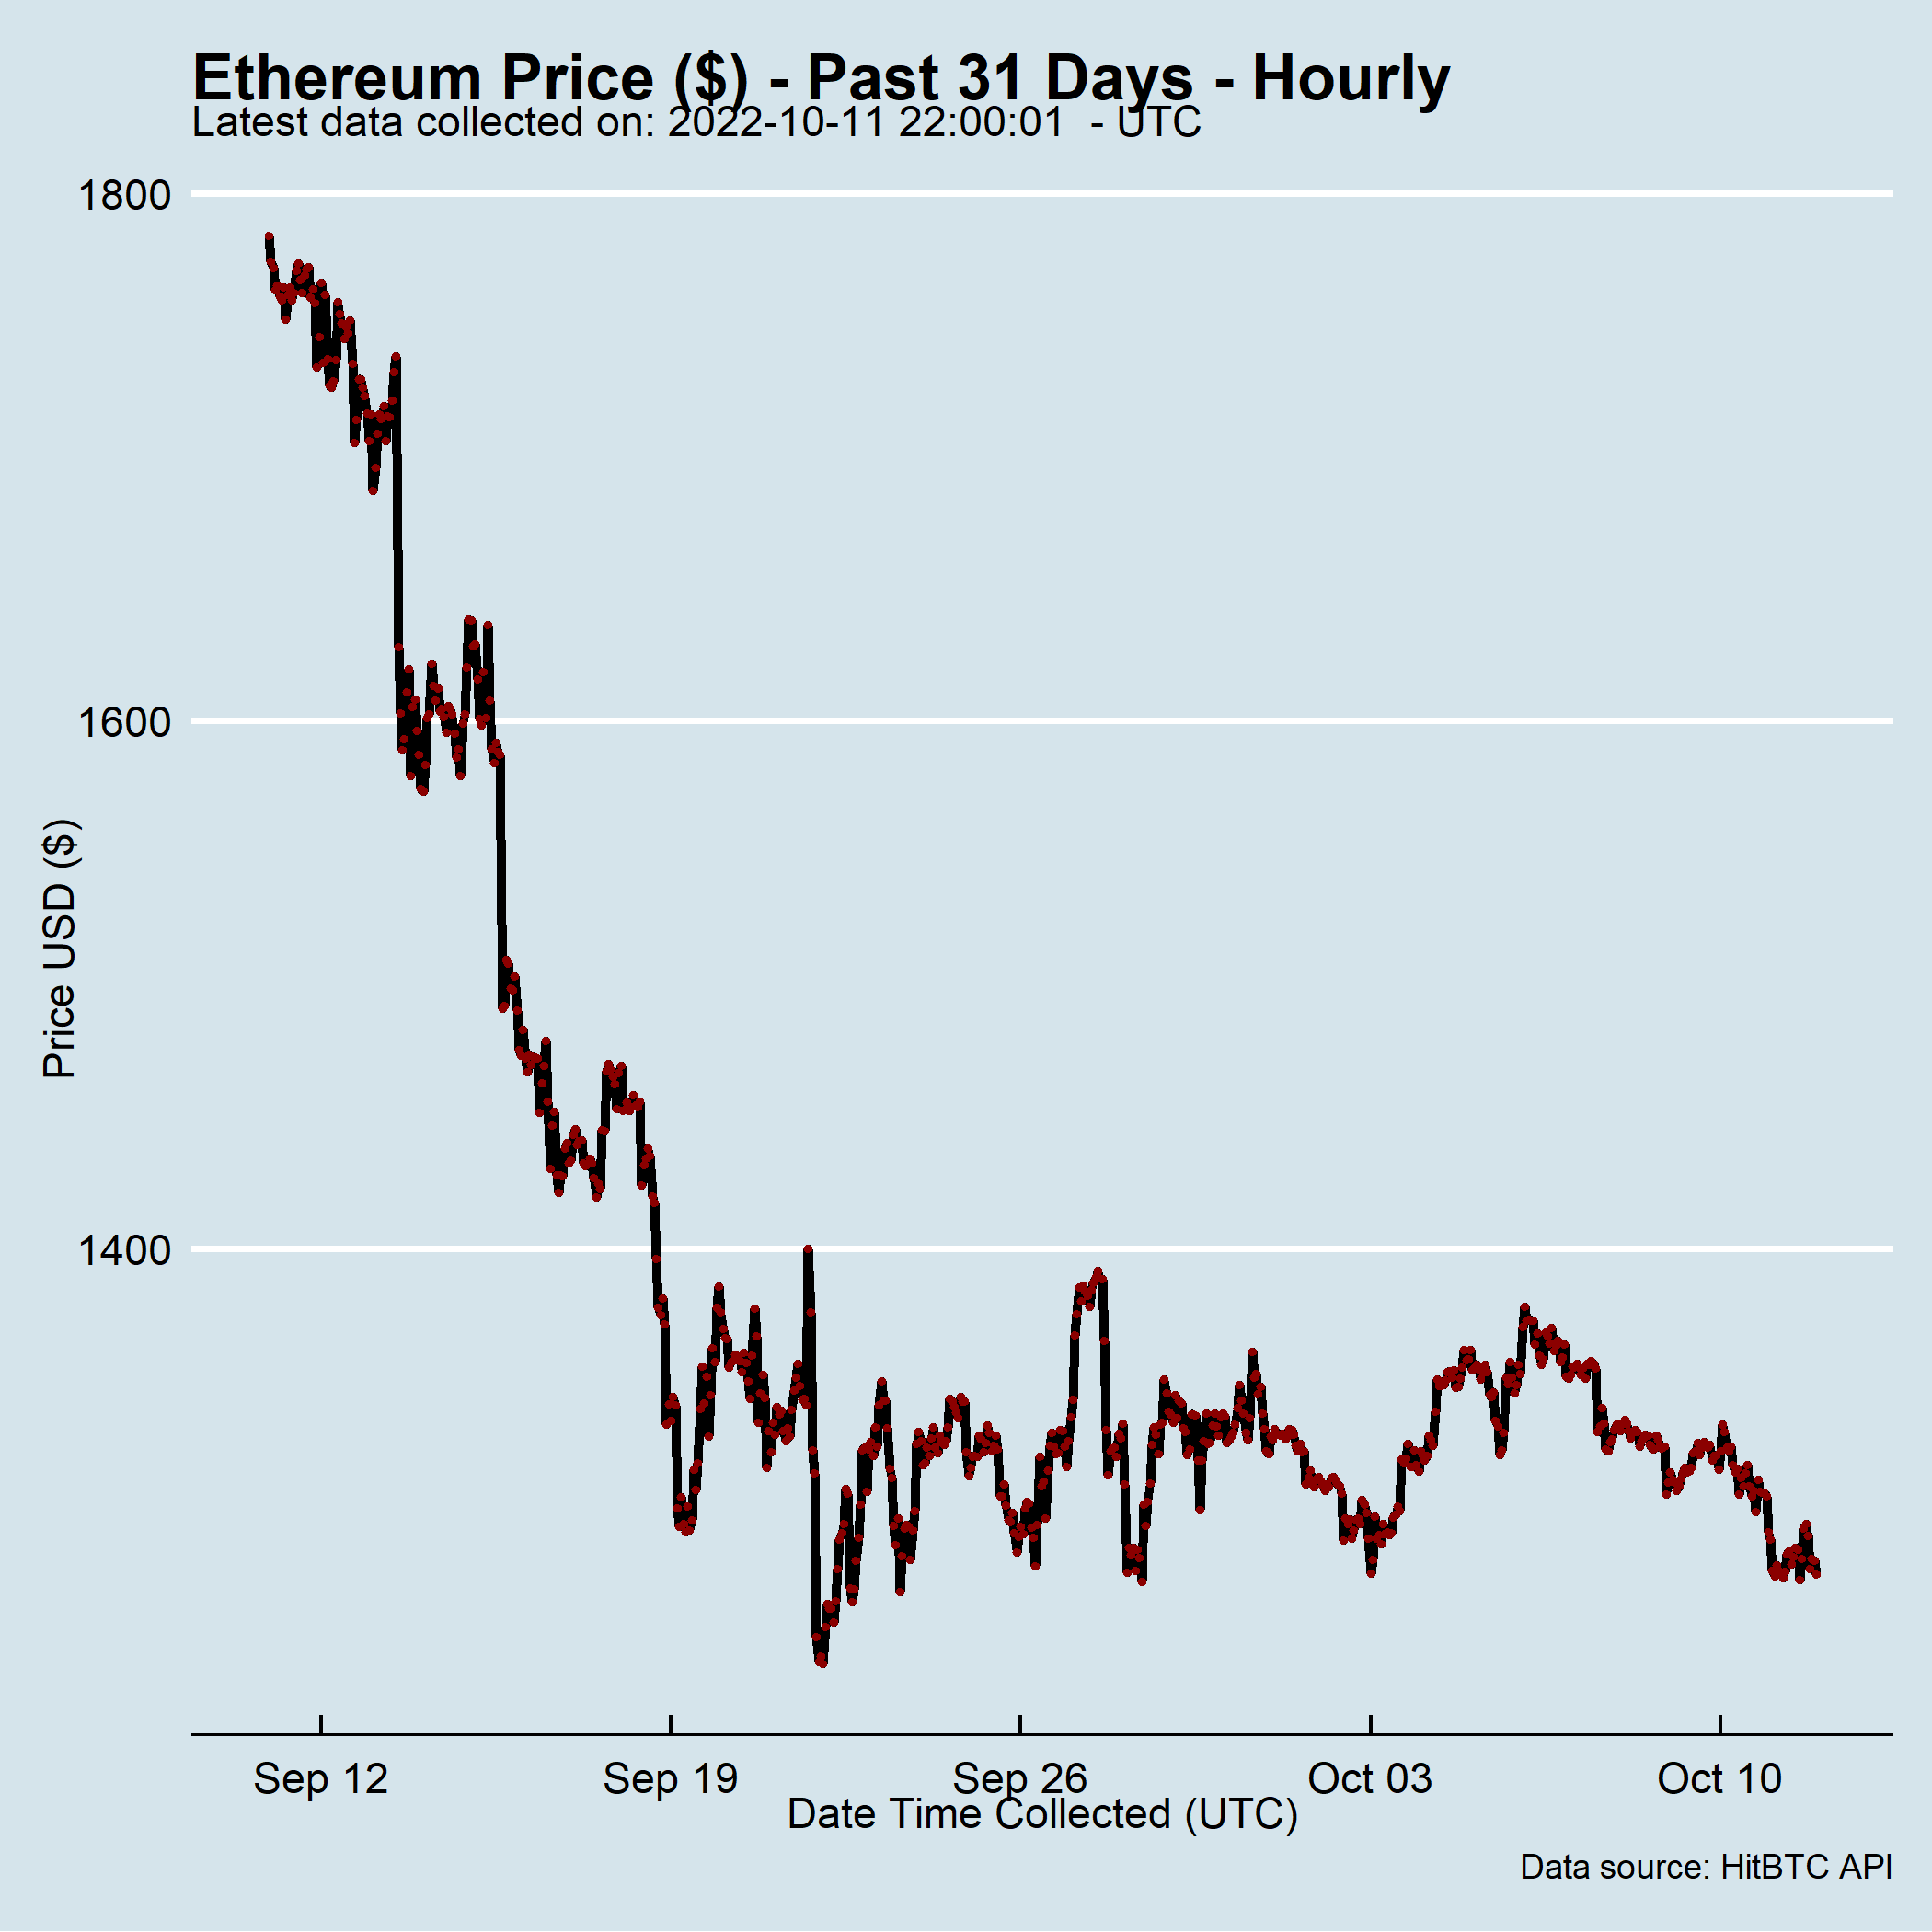 Ethereum Price ($) - Past 31 Days - Hourly
Latest data collected on: 2022-10-11 22:00:01  - UTC
1800
1600
1400
Price USD ($)
Sep 12
Sep 19
Sep 26
Oct 03
Oct 10
Date Time Collected (UTC)
Data source: HitBTC API